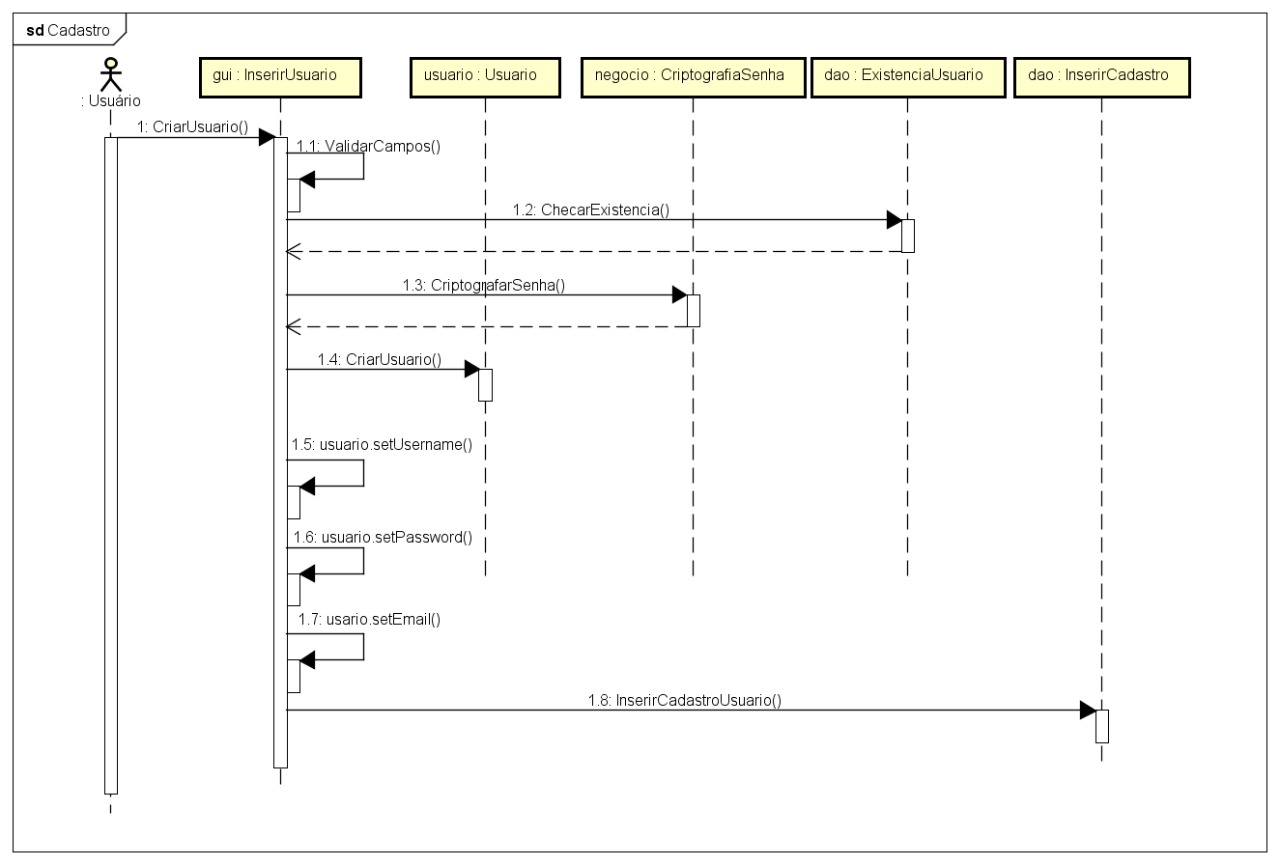 sd Cadastro
: Usuário
gui : InserirUsuario
usuario : Usuario
negocio : CriptografiaSenha
dao : ExistenciaUsuario
dao : InserirCadastro
1: CriarUsuario()
1.1: ValidarCampos()
1.2: ChecarExistencia()
1.3: CriptografarSenha()
1.4: CriarUsuario()
1.5: usuario.setUsername()
1.6: usuario.setPassword()
1.7: usario.setEmail()
1.8: InserirCadastroUsuario()